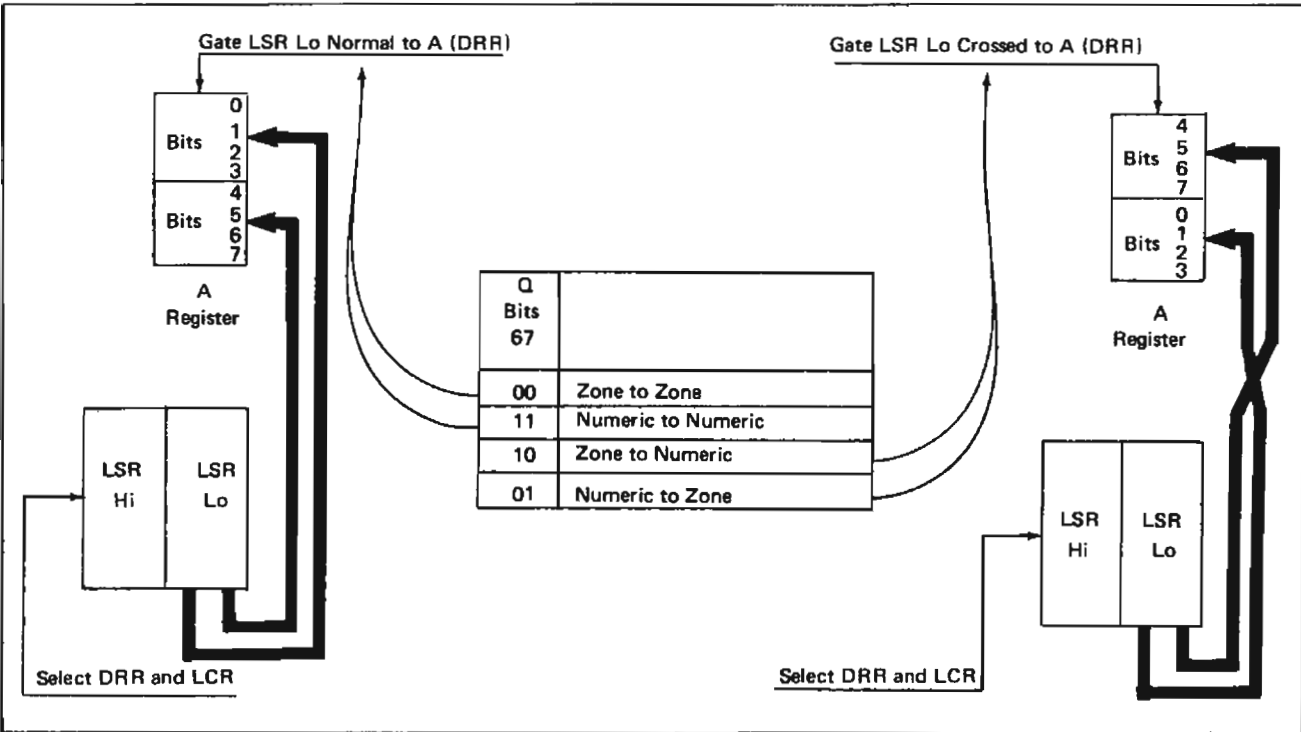 Gate LSR Lo Normal to A (DRR)
Gate LSR Lo Crossed to A (DRR)
0
Bits 1
2
3
4
Bits 5
6
7
A
Register
4
Bits 5
6
7
0
Bits 1
2
3
A
Register
Q
Bits
67
00 Zone to Zone
11 Numeric to Numeric
10 Zone to Numeric
01 Numeric to Zone
LSR LSR
Hi Lo
Select DRR and LCR
LSR LSR
Hi Lo
Select DRR and LCR